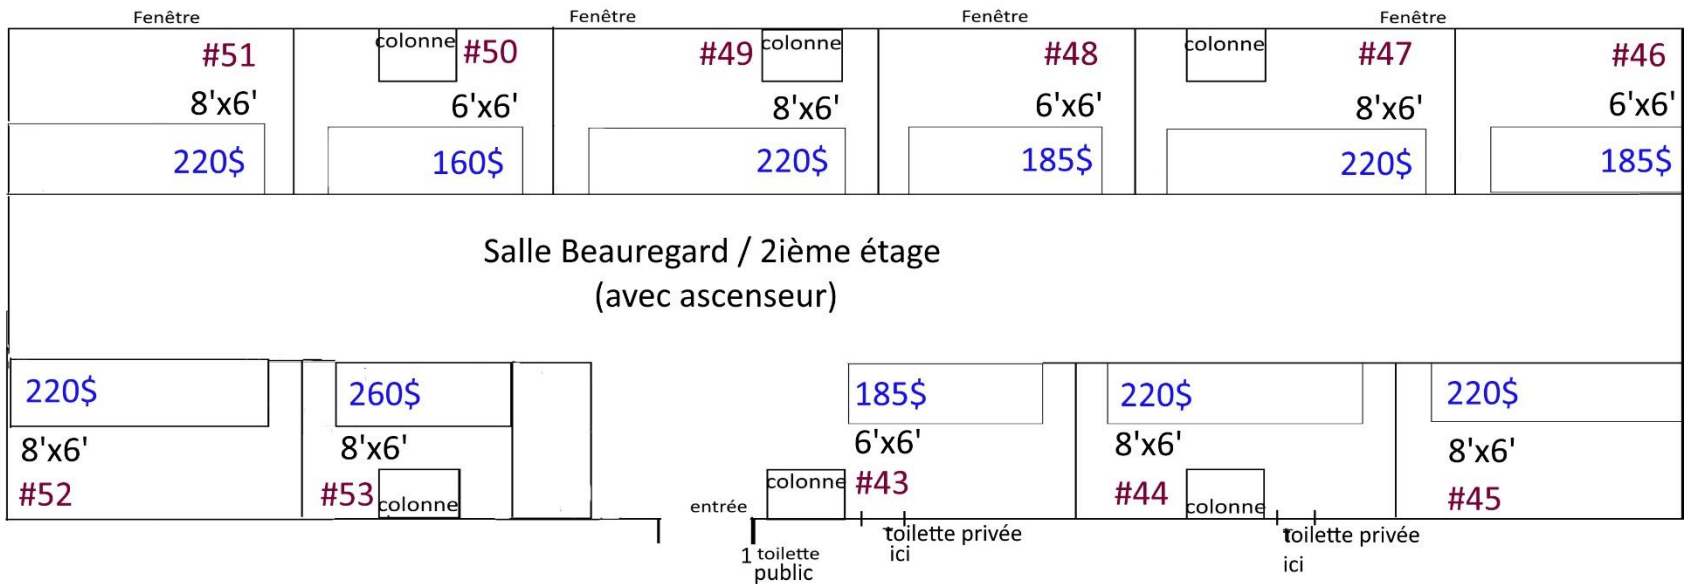 Fenêtre Fenêtre Fenêtre Fenêtre
#51 colonne #50 #49 colonne #48 colonne #47 #46
8'x6' 6'x6' 8'x6' 6'x6' 8'x6' 6'x6'
220$ 160$ 220$ 185$ 220$ 185$
Salle Beauregard / 2ième étage
(avec ascenseur)
220$ 260$ 185$ 220$ 220$
8'x6' 8'x6' 6'x6' 8'x6' 8'x6'
#52 #53 colonne colonne #43 #44 colonne #45
entrée
1 toilette public
toilette privée
ici
toilette privée
ici